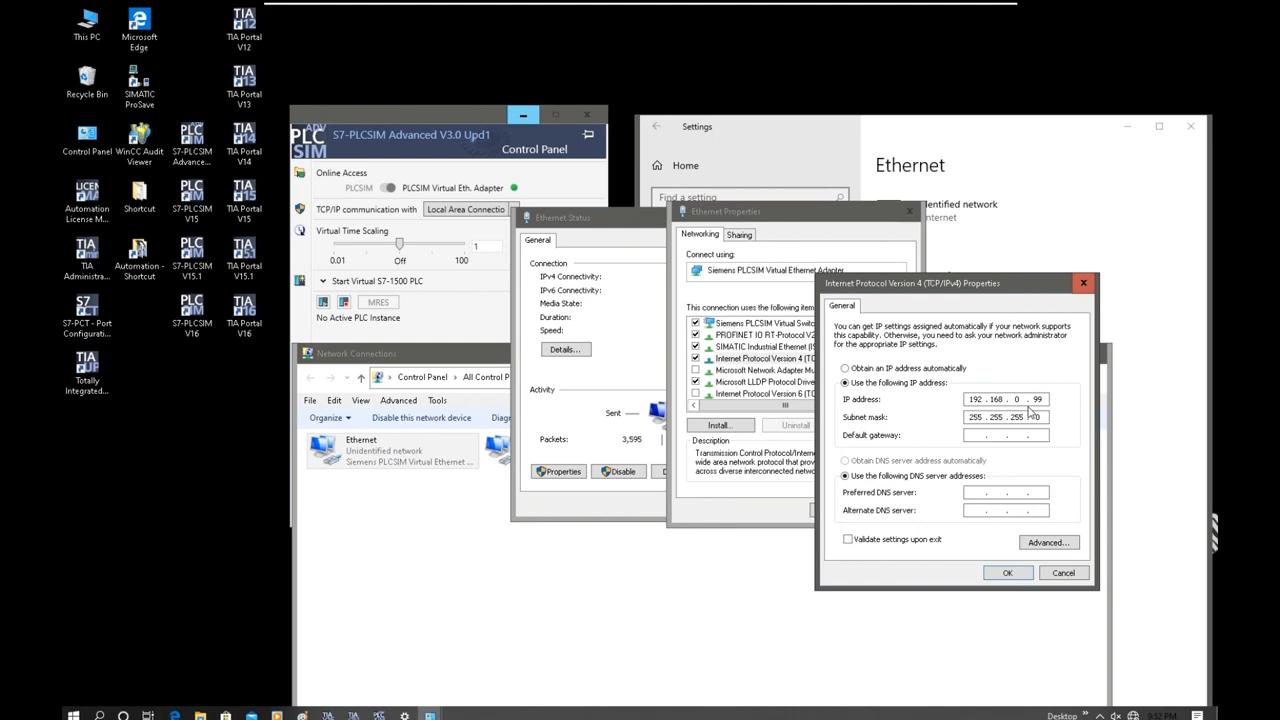 This PC
Microsoft
Edge
TIA Portal
V12
Recycle Bin
SIMATIC
ProSave
TIA Portal
V13
Control Panel
WinCC Audit
Viewer
S7-PLCSIM
Advance...
TIA Portal
V14
Automation
License M...
Shortcut
S7-PLCSIM
V15
TIA Portal
V15
TIA
Administra...
Automation -
Shortcut
S7-PLCSIM
V15.1
TIA Portal
V15.1
S7-PCT - Port
Configurati...
S7-PLCSIM
V16
TIA Portal
V16
Totally
Integrated...
PLC
SIM
ADV
S7-PLCSIM Advanced V3.0 Upd1
Control Panel
Online Access
PLCSIM
PLCSIM Virtual Eth. Adapter
TCP/IP communication with
Local Area Connectio
Virtual Time Scaling
1
0.01
Off
100
Start Virtual S7-1500 PLC
MRES
No Active PLC Instance
Settings
Home
Find a setting
Ethernet
identified network
Internet
Network Connections
Control Panel > All Control P
File
Edit
View
Advanced
Tools
Organize
Disable this network device
Ethernet
Unidentified network
Siemens PLCSIM Virtual Ethernet ...
Ethernet Status
General
Connection
IPv4 Connectivity:
IPv6 Connectivity:
Media State:
Duration:
Speed:
Details...
Activity
Sent
Packets:
3,595
Properties
Disable
D
Ethernet Properties
Networking
Sharing
Connect using:
Siemens PLCSIM Virtual Ethernet Adapter
This connection uses the following item
Siemens PLCSIM Virtual Switc
PROFINET IO RT-Protocol V2
SIMATIC Industrial Ethernet (I
Internet Protocol Version 4 (TC
Microsoft Network Adapter Mu
Microsoft LLDP Protocol Drive
Internet Protocol Version 6 (TC
Install...
Uninstall
Description
Transmission Control Protocol/Intern
wide area network protocol that prov
across diverse interconnected netwo
Internet Protocol Version 4 (TCP/IPv4) Properties
General
You can get IP settings assigned automatically if your network supports
this capability. Otherwise, you need to ask your network administrator
for the appropriate IP settings.
Obtain an IP address automatically
Use the following IP address:
IP address:
192 . 168 . 0 . 99
Subnet mask:
255 . 255 . 255 . 0
Default gateway:
. . .
Obtain DNS server address automatically
Use the following DNS server addresses:
Preferred DNS server:
. . .
Alternate DNS server:
. . .
Validate settings upon exit
Advanced...
OK
Cancel
Desktop
9:52 PM